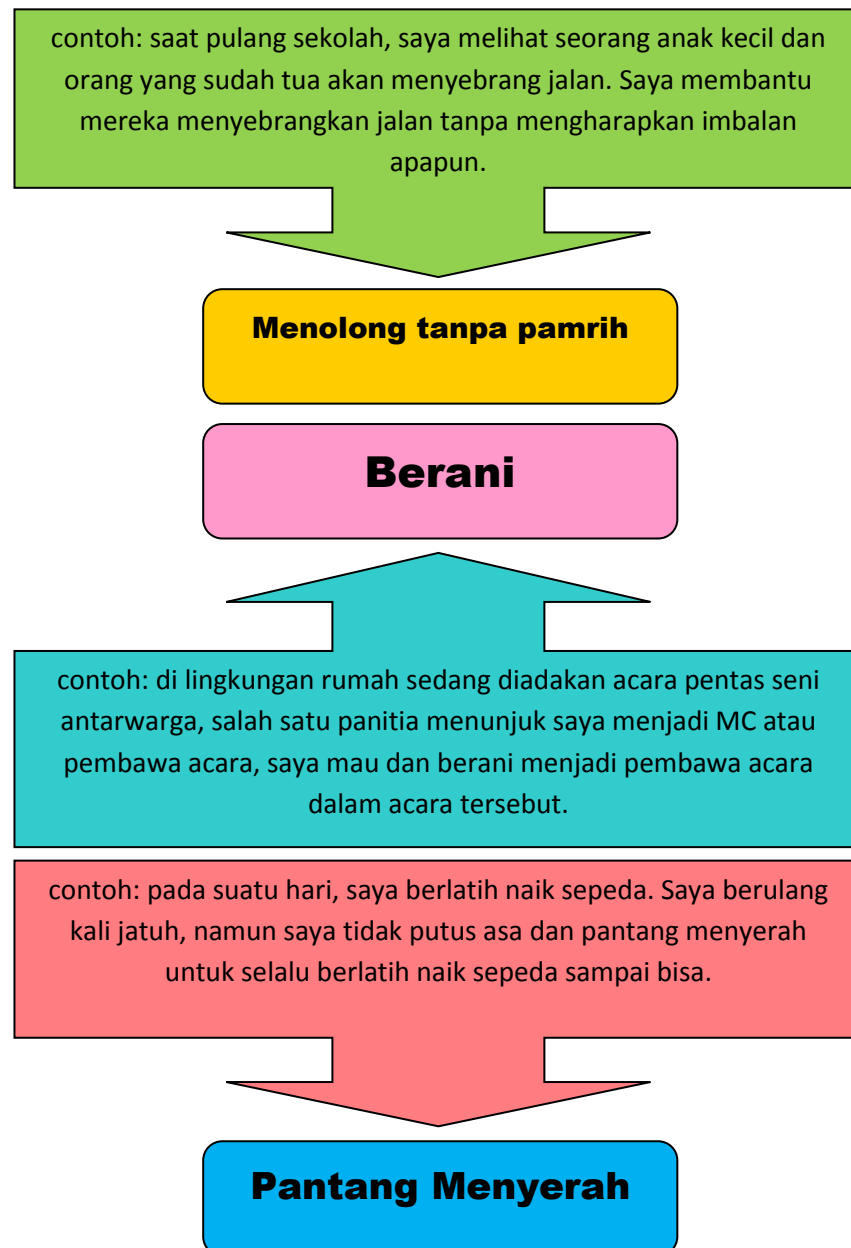 contoh: saat pulang sekolah, saya melihat seorang anak kecil dan
orang yang sudah tua akan menyebrang jalan. Saya membantu
mereka menyebrangkan jalan tanpa mengharapkan imbalan
apapun.
Menolong tanpa pamrih
Berani
contoh: di lingkungan rumah sedang diadakan acara pentas seni
antarwarga, salah satu panitia menunjuk saya menjadi MC atau
pembawa acara, saya mau dan berani menjadi pembawa acara
dalam acara tersebut.
contoh: pada suatu hari, saya berlatih naik sepeda. Saya berulang
kali jatuh, namun saya tidak putus asa dan pantang menyerah
untuk selalu berlatih naik sepeda sampai bisa.
Pantang Menyerah